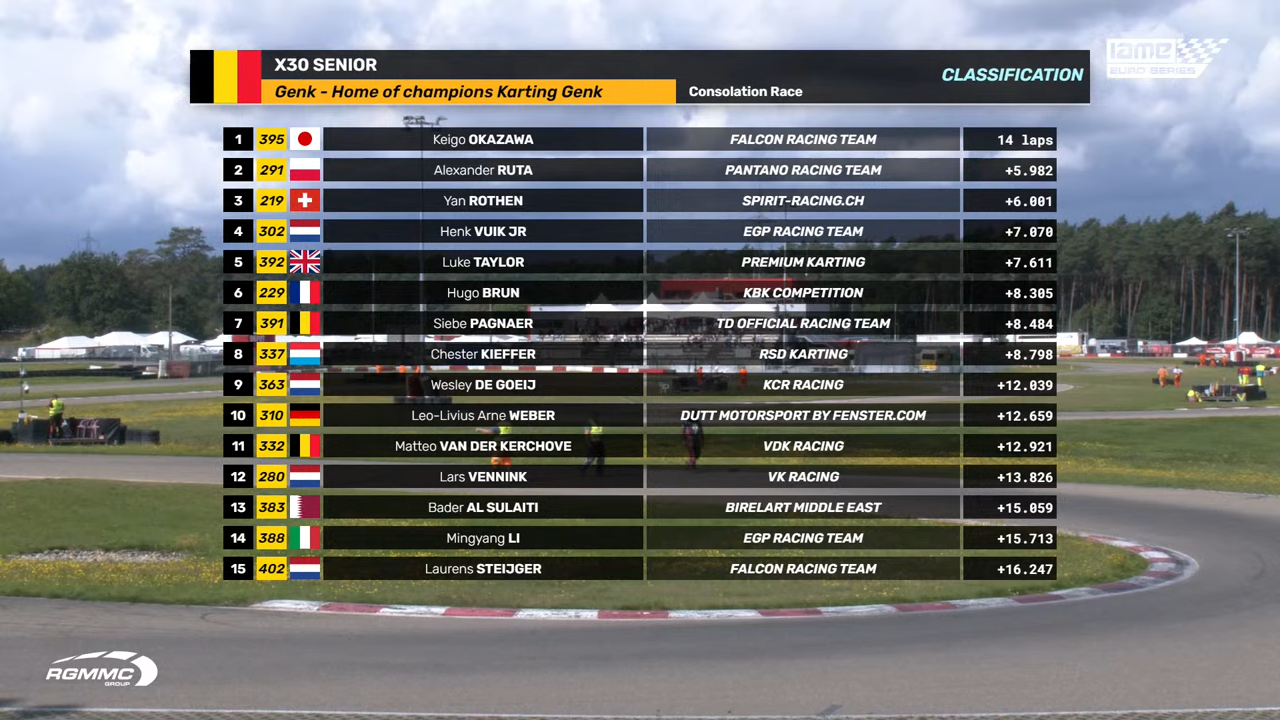 X30 SENIOR
Genk - Home of champions Karting Genk
Consolation Race
CLASSIFICATION
iame
EURO SERIES
1 395 Keigo OKAZAWA FALCON RACING TEAM 14 laps
2 291 Alexander RUTA PANTANO RACING TEAM +5.982
3 219 Yan ROTHEN SPIRIT-RACING.CH +6.001
4 302 Henk VUIK JR EGP RACING TEAM +7.070
5 392 Luke TAYLOR PREMIUM KARTING +7.611
6 229 Hugo BRUN KBK COMPETITION +8.305
7 391 Siebe PAGNAER TD OFFICIAL RACING TEAM +8.484
8 337 Chester KIEFFER RSD KARTING +8.798
9 363 Wesley DE GOEIJ KCR RACING +12.039
10 310 Leo-Livius Arne WEBER DUTT MOTORSPORT BY FENSTER.COM +12.659
11 332 Matteo VAN DER KERCHOVE VDK RACING +12.921
12 280 Lars VENNINK VK RACING +13.826
13 383 Bader AL SULAITI BIRELART MIDDLE EAST +15.059
14 388 Mingyang LI EGP RACING TEAM +15.713
15 402 Laurens STEIJGER FALCON RACING TEAM +16.247
RGMMC
GROUP